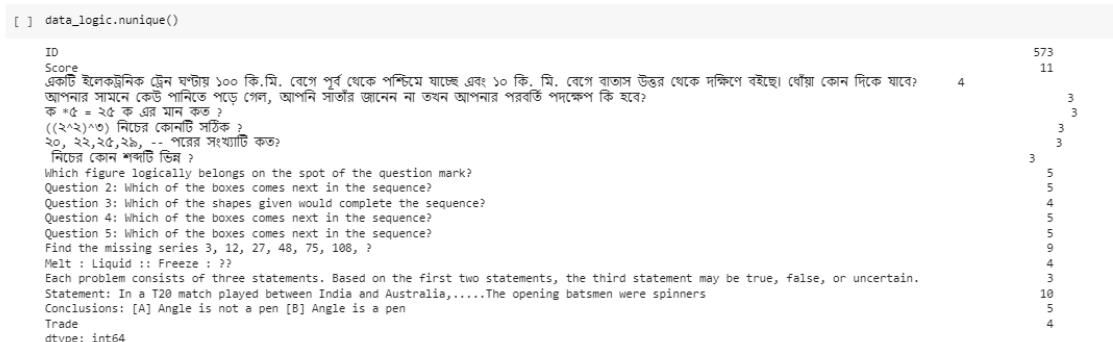 [ ] data_logic.nunique()
ID 573
Score 11
একটি ইলেকট্রনিক ট্রেন ঘণ্টায় ১০০ কি.মি. বেগে পূর্ব থেকে পশ্চিমে যাচ্ছে এবং ১০ কি. মি. বেগে বাতাস উত্তর থেকে দক্ষিণে বইছে। ধোঁয়া কোন দিকে যাবে? 4
আপনার সামনে কেউ পানিতে পড়ে গেল, আপনি সাতাঁর জানেন না তখন আপনার পরবর্তি পদক্ষেপ কি হবে? 3
ক *৫ = ২৫ ক এর মান কত ? 3
((২^২)^৩) নিচের কোনটি সঠিক ? 3
২০, ২২,২৫,২৯, -- পরের সংখ্যাটি কত? 3
নিচের কোন শব্দটি ভিন্ন ? 3
Which figure logically belongs on the spot of the question mark? 5
Question 2: Which of the boxes comes next in the sequence? 5
Question 3: Which of the shapes given would complete the sequence? 4
Question 4: Which of the boxes comes next in the sequence? 5
Question 5: Which of the boxes comes next in the sequence? 5
Find the missing series 3, 12, 27, 48, 75, 108, ? 9
Melt : Liquid :: Freeze : ?? 4
Each problem consists of three statements. Based on the first two statements, the third statement may be true, false, or uncertain. 3
Statement: In a T20 match played between India and Australia,.....The opening batsmen were spinners 10
Conclusions: [A] Angle is not a pen [B] Angle is a pen 5
Trade 4
dtype: int64